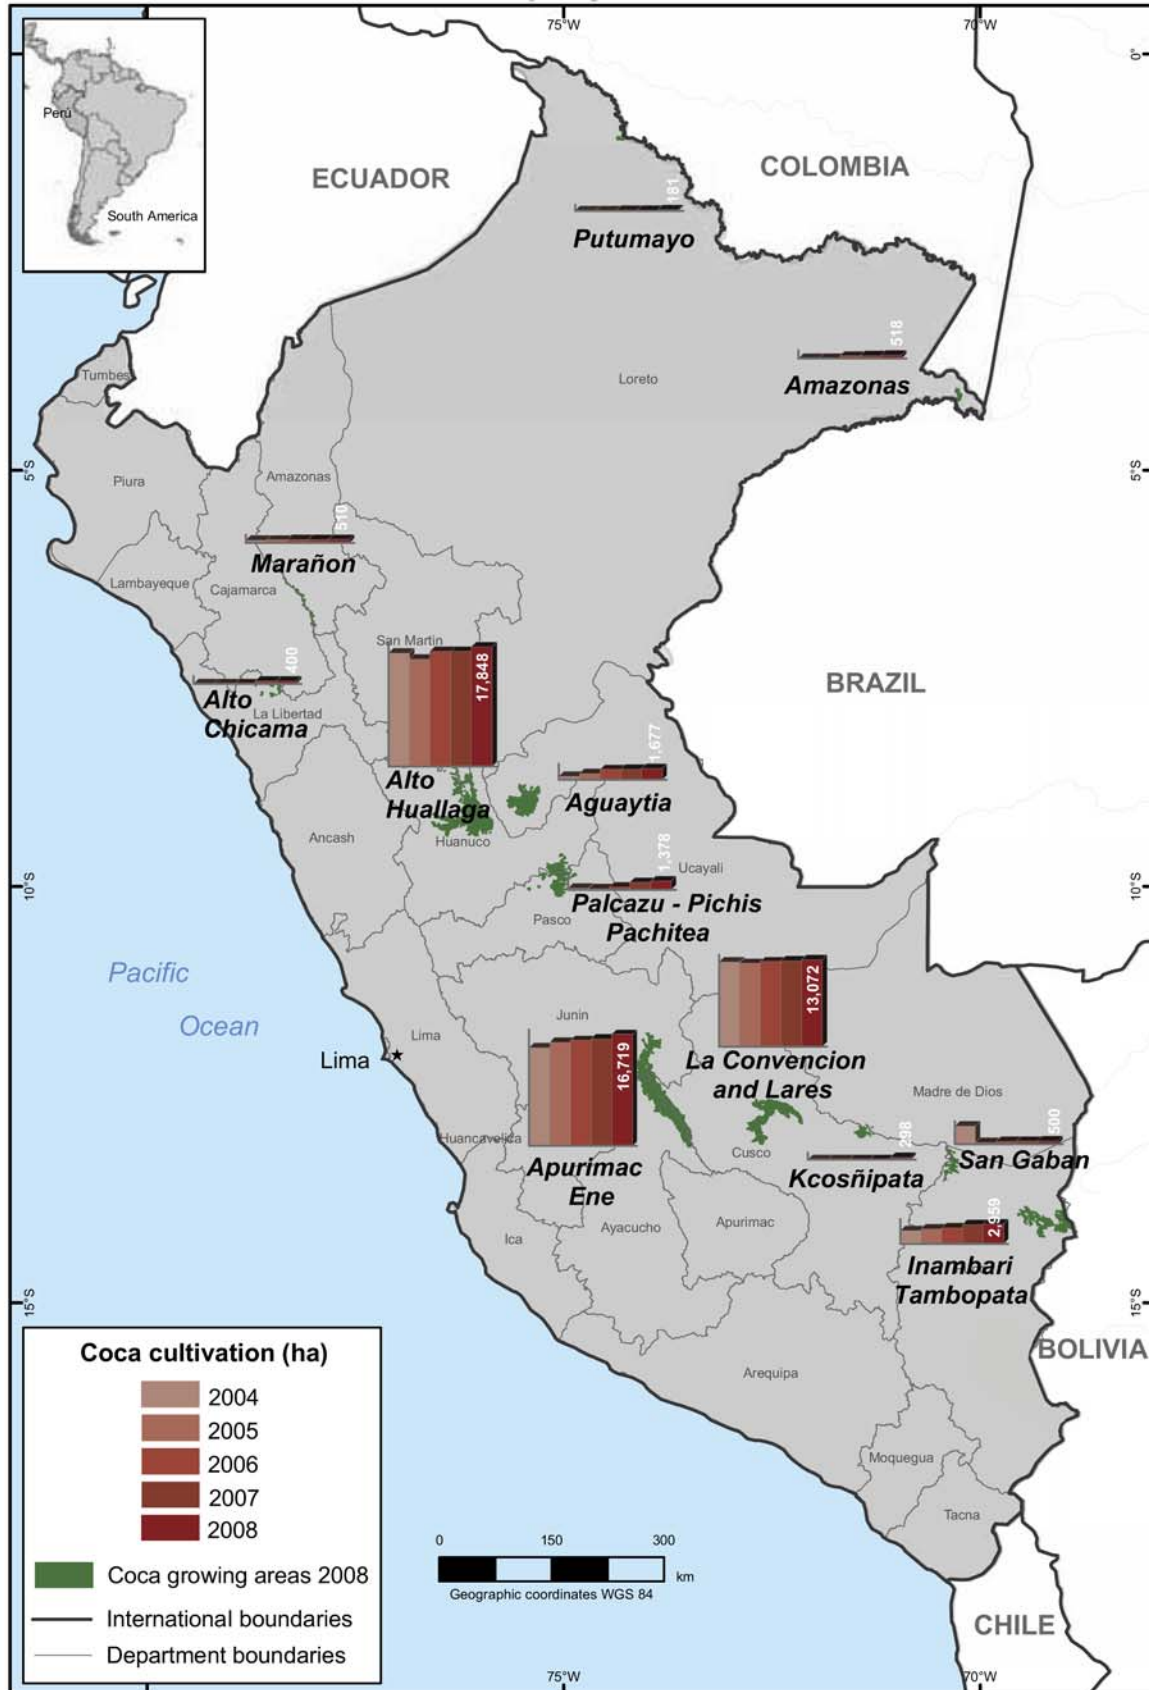 75°W
70°W
0°
Perú
South America
ECUADOR
COLOMBIA
181
Putumayo
518
Amazonas
Tumbes
Loreto
5°S
5°S
Piura
Amazonas
510
Marañon
Lambayeque
Cajamarca
San Martin
400
Alto
Chicama
La Libertad
17,848
Alto
Huallaga
BRAZIL
1,677
Aguaytia
Ancash
Huanuco
1,378
Ucayali
10°S
10°S
Palcazu - Pichis
Pachitea
Pasco
Pacific
Ocean
13,072
La Convencion
and Lares
Junin
Lima
Lima
16,719
Apurimac
Ene
Madre de Dios
Huancavelica
Cusco
298
Kcosñipata
500
San Gaban
Ayacucho
Apurimac
Ica
2,959
Inambari
Tambopata
15°S
15°S
BOLIVIA
Arequipa
Moquegua
Tacna
CHILE
Coca cultivation (ha)
2004
2005
2006
2007
2008
Coca growing areas 2008
International boundaries
Department boundaries
0 150 300
km
Geographic coordinates WGS 84
75°W
70°W